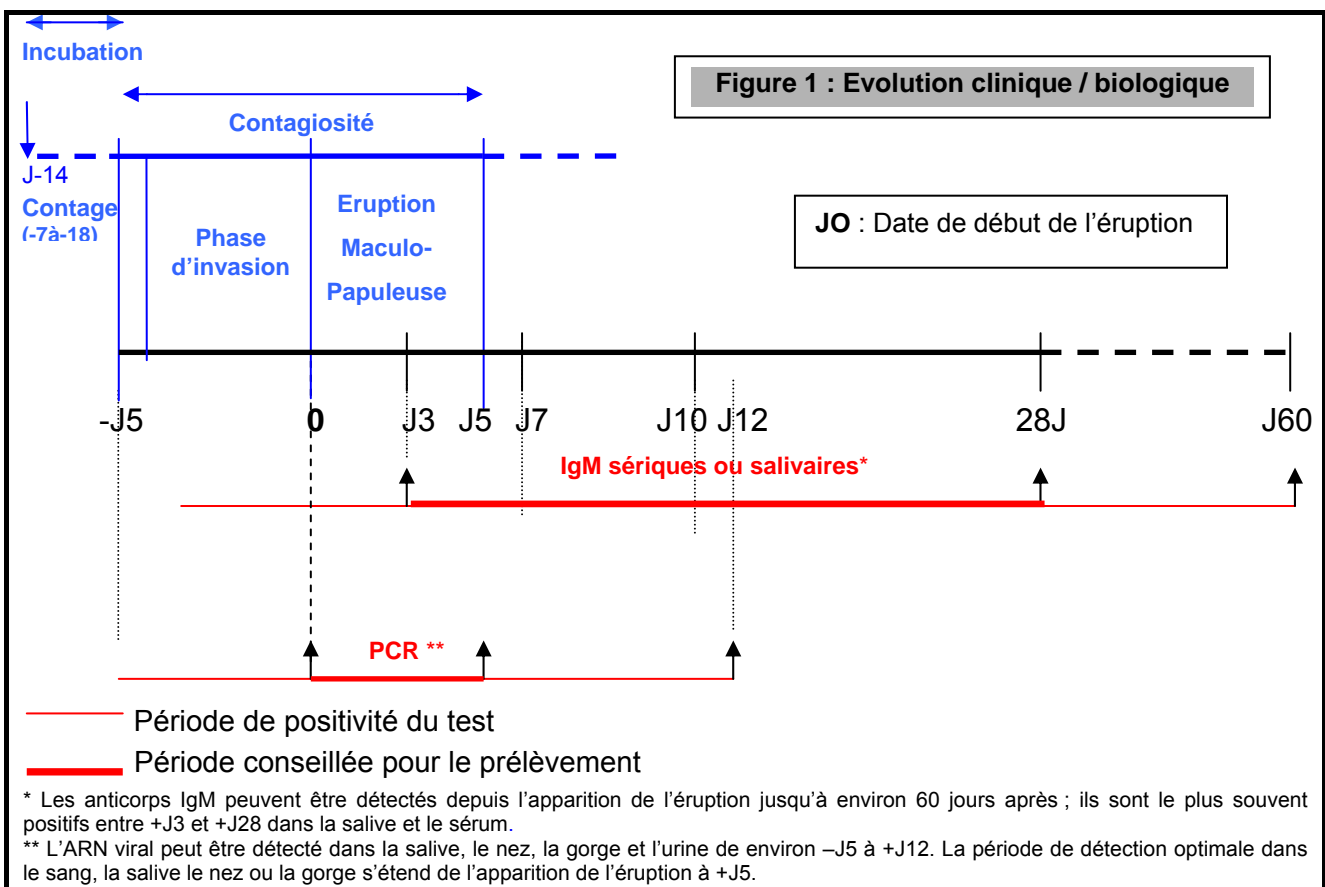 Incubation
Figure 1 : Evolution clinique / biologique
Contagiosité
J-14
Contage
(-7à-18)
Phase
d'invasion
Eruption
Maculo-
Papuleuse
JO : Date de début de l'éruption
-J5 0 J3 J5 J7 J10 J12 28J J60
IgM sériques ou salivaires*
PCR **
Période de positivité du test
Période conseillée pour le prélèvement
* Les anticorps IgM peuvent être détectés depuis l'apparition de l'éruption jusqu'à environ 60 jours après ; ils sont le plus souvent
positifs entre +J3 et +J28 dans la salive et le sérum.
** L'ARN viral peut être détecté dans la salive, le nez, la gorge et l'urine de environ –J5 à +J12. La période de détection optimale dans
le sang, la salive le nez ou la gorge s'étend de l'apparition de l'éruption à +J5.